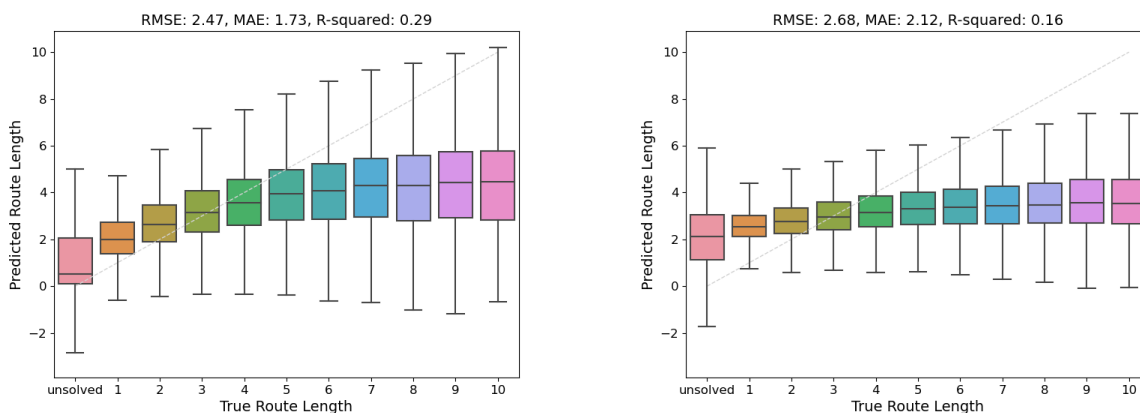 RMSE: 2.47, MAE: 1.73, R-squared: 0.29
Predicted Route Length
10
8
6
4
2
0
−2
unsolved 1 2 3 4 5 6 7 8 9 10
True Route Length
RMSE: 2.68, MAE: 2.12, R-squared: 0.16
Predicted Route Length
10
8
6
4
2
0
−2
unsolved 1 2 3 4 5 6 7 8 9 10
True Route Length